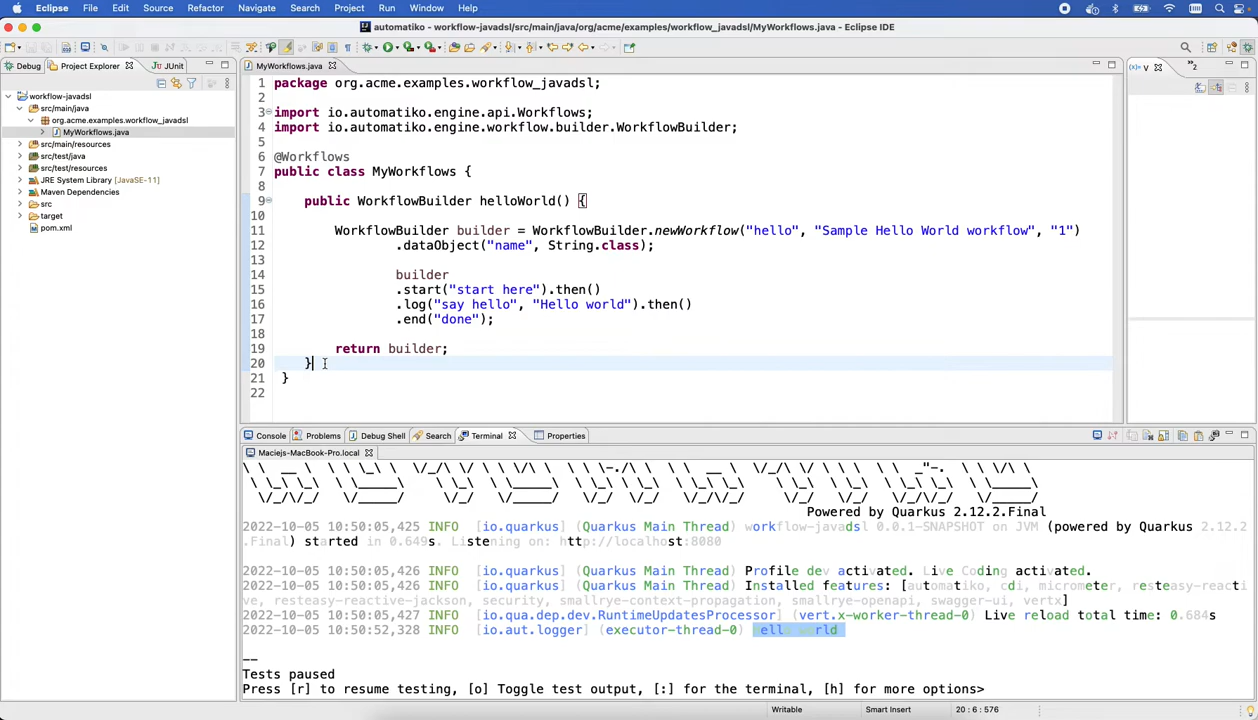 Eclipse File Edit Source Refactor Navigate Search Project Run Window Help
automatiko - workflow-javadsl/src/main/java/org/acme/examples/workflow_javadsl/MyWorkflows.java - Eclipse IDE
Debug Project Explorer JUnit
workflow-javadsl
src/main/java
org.acme.examples.workflow_javadsl
MyWorkflows.java
src/main/resources
src/test/java
src/test/resources
JRE System Library [JavaSE-11]
Maven Dependencies
src
target
pom.xml
MyWorkflows.java
1 package org.acme.examples.workflow_javadsl;
2
3 import io.automatiko.engine.api.Workflows;
4 import io.automatiko.engine.workflow.builder.WorkflowBuilder;
5
6 @Workflows
7 public class MyWorkflows {
8
9 public WorkflowBuilder helloWorld() {
10
11 WorkflowBuilder builder = WorkflowBuilder.newWorkflow("hello", "Sample Hello World workflow", "1")
12 .dataObject("name", String.class);
13
14 builder
15 .start("start here").then()
16 .log("say hello", "Hello world").then()
17 .end("done");
18
19 return builder;
20 }
21 }
22
(x)= V »2
Console Problems Debug Shell Search Terminal Properties
Maciejs-MacBook-Pro.local
Powered by Quarkus 2.12.2.Final
2022-10-05 10:50:05,425 INFO [io.quarkus] (Quarkus Main Thread) workflow-javadsl 0.0.1-SNAPSHOT on JVM (powered by Quarkus 2.12.2
.Final) started in 0.649s. Listening on: http://localhost:8080
2022-10-05 10:50:05,426 INFO [io.quarkus] (Quarkus Main Thread) Profile dev activated. Live Coding activated.
2022-10-05 10:50:05,426 INFO [io.quarkus] (Quarkus Main Thread) Installed features: [automatiko, cdi, micrometer, resteasy-reacti
ve, resteasy-reactive-jackson, security, smallrye-context-propagation, smallrye-openapi, swagger-ui, vertx]
2022-10-05 10:50:05,427 INFO [io.qua.dep.dev.RuntimeUpdatesProcessor] (vert.x-worker-thread-0) Live reload total time: 0.684s
2022-10-05 10:50:52,328 INFO [io.aut.logger] (executor-thread-0) Hello world
--
Tests paused
Press [r] to resume testing, [o] Toggle test output, [:] for the terminal, [h] for more options>
Writable Smart Insert 20 : 6 : 576